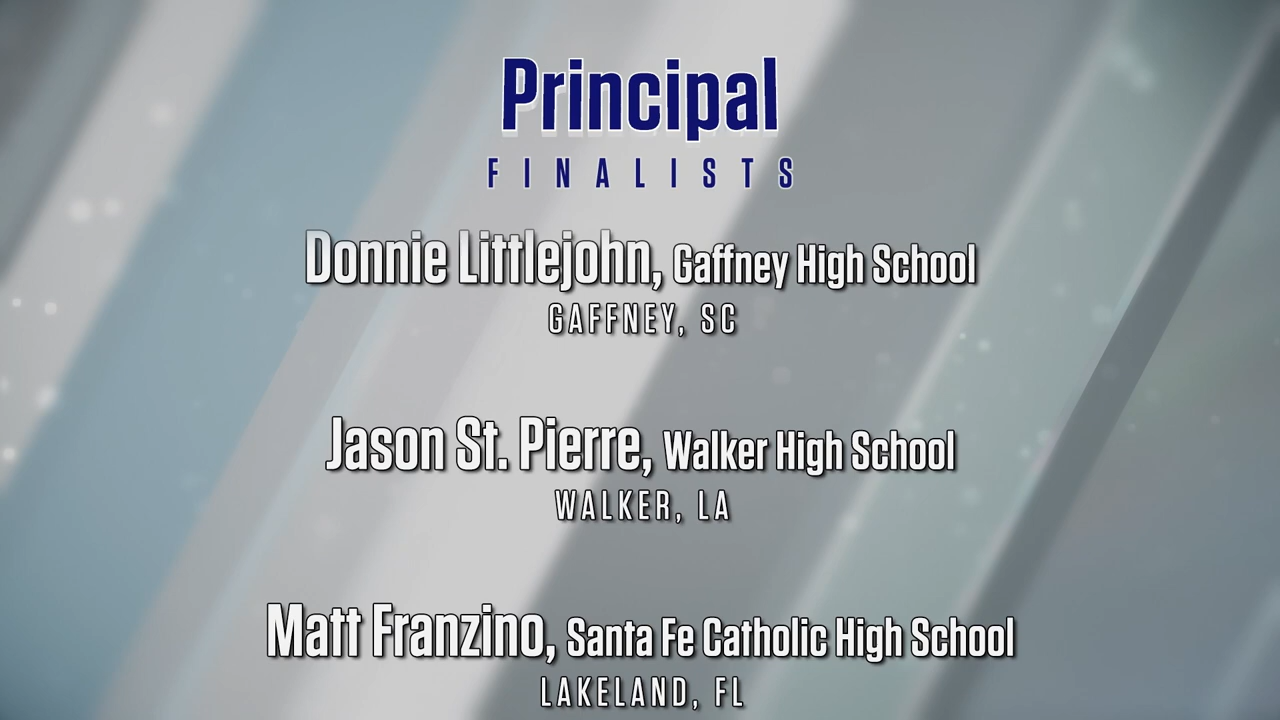 Principal
FINALISTS
Donnie Littlejohn, Gaffney High School
GAFFNEY, SC
Jason St. Pierre, Walker High School
WALKER, LA
Matt Franzino, Santa Fe Catholic High School
LAKELAND, FL